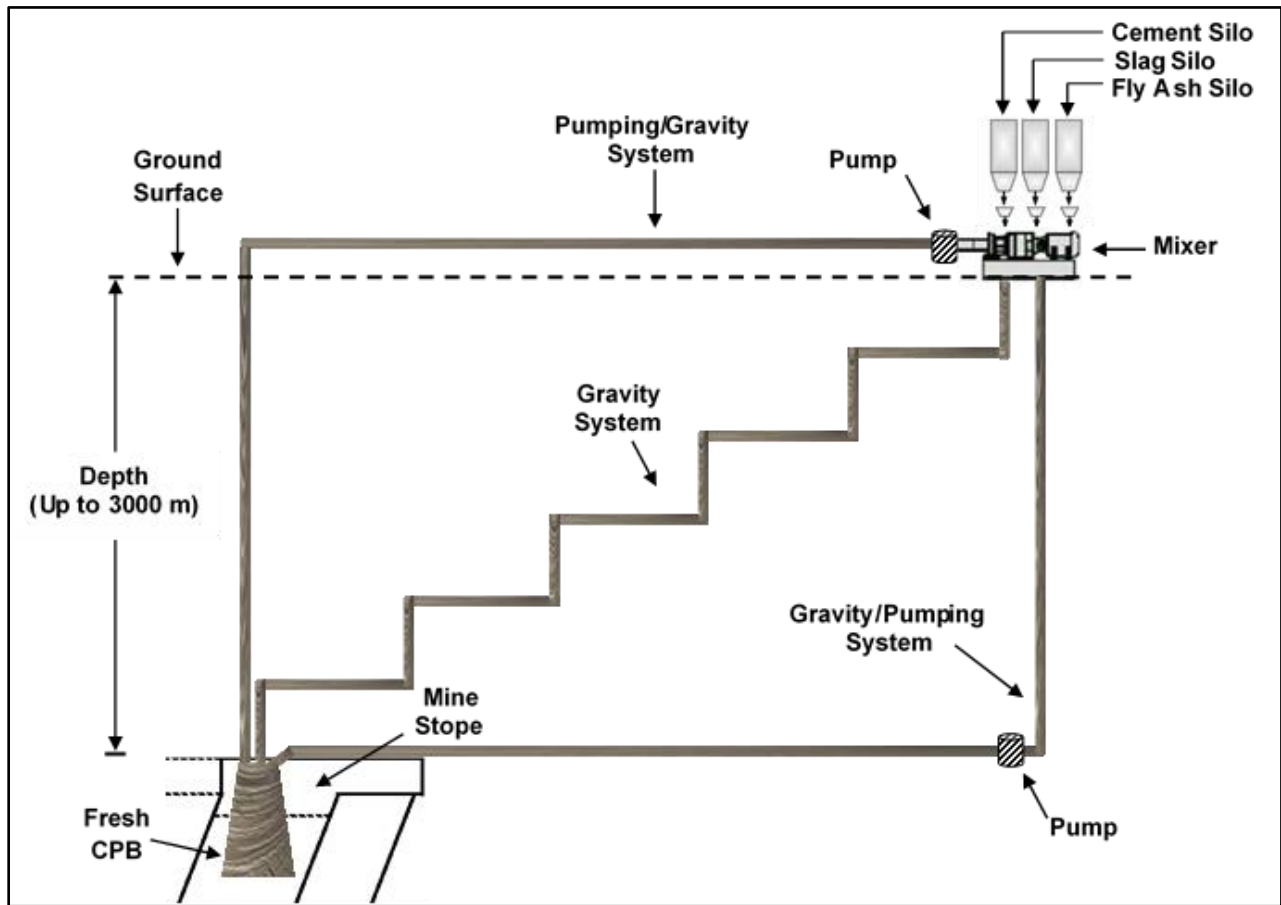 Cement Silo
Slag Silo
Fly Ash Silo
Pumping/Gravity
System
Pump
Ground
Surface
Mixer
Gravity
System
Depth
(Up to 3000 m)
Gravity/Pumping
System
Mine
Stope
Fresh
CPB
Pump